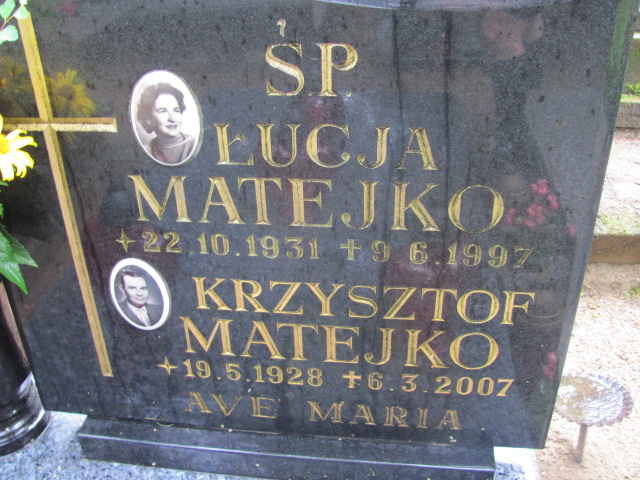 ŚP
ŁUCJA
MATEJKO
22.10.1931 9.6.1997
KRZYSZTOF
MATEJKO
19.5.1928 6.3.2007
AVE MARIA